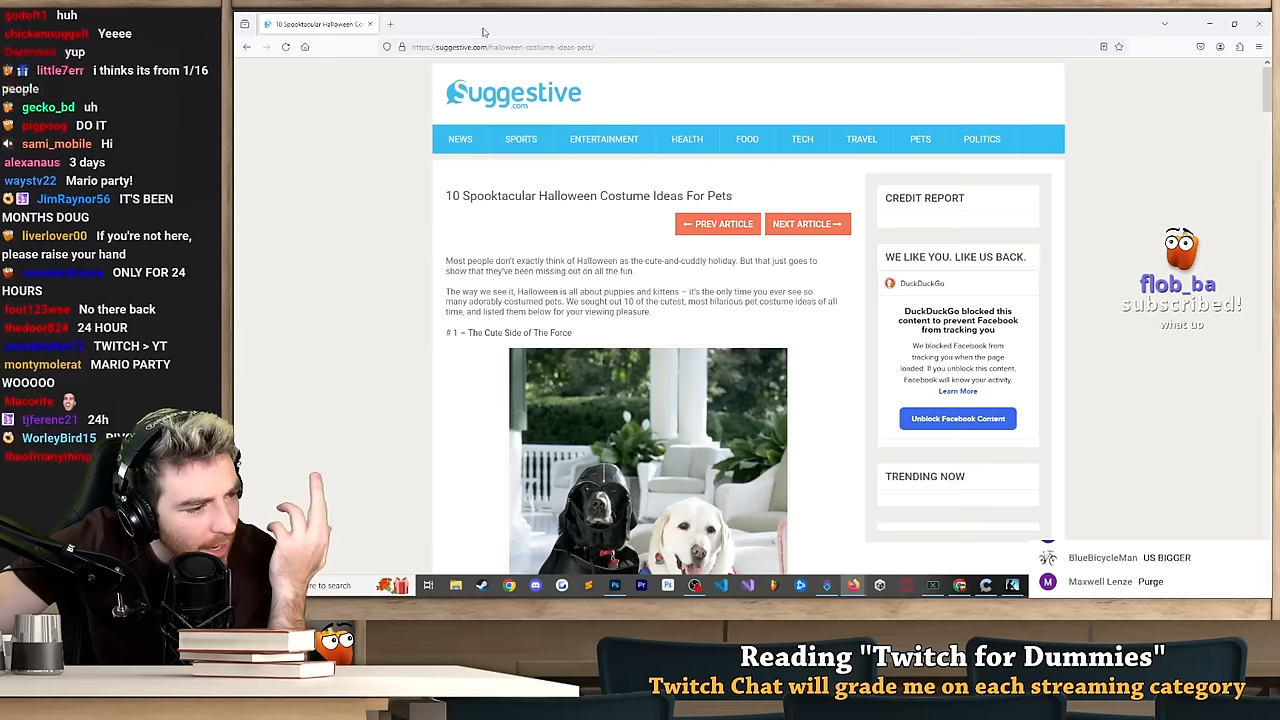 godoft1 huh
chickennuggelt Yeeee
yup
little7err i thinks its from 1/16
people
gecko_bd uh
pigpoog DO IT
sami_mobile Hi
alexanaus 3 days
waystv22 Mario party!
JimRaynor56 IT'S BEEN
MONTHS DOUG
liverlover00 If you're not here,
please raise your hand
ONLY FOR 24
HOURS
foot123wse No there back
thedoor824 24 HOUR
TWITCH > YT
montymolerat MARIO PARTY
WOOOOO
Macorite
tjferenc21 24h
WorleyBird15
theofmanything
10 Spooktacular Halloween Cos
https://suggestive.com/halloween-costume-ideas-pets/
Suggestive
.com
NEWS SPORTS ENTERTAINMENT HEALTH FOOD TECH TRAVEL PETS POLITICS
10 Spooktacular Halloween Costume Ideas For Pets
← PREV ARTICLE NEXT ARTICLE →
Most people don't exactly think of Halloween as the cute-and-cuddly holiday. But that just goes to
show that they've been missing out on all the fun.
The way we see it, Halloween is all about puppies and kittens – it's the only time you ever see so
many adorably-costumed pets. We sought out 10 of the cutest, most hilarious pet costume ideas of all
time, and listed them below for your viewing pleasure.
# 1 – The Cute Side of The Force
CREDIT REPORT
WE LIKE YOU. LIKE US BACK.
DuckDuckGo
DuckDuckGo blocked this
content to prevent Facebook
from tracking you
We blocked Facebook from
tracking you when the page
loaded. If you unblock this content,
Facebook will know your activity.
Learn More
Unblock Facebook Content
TRENDING NOW
flob_ba
subscribed!
what up
BlueBicycleMan US BIGGER
M Maxwell Lenze Purge
re to search
Reading "Twitch for Dummies"
Twitch Chat will grade me on each streaming category